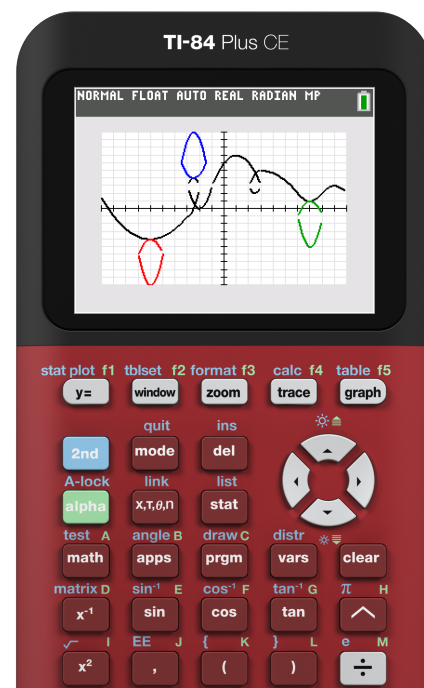 TI-84 Plus CE
NORMAL FLOAT AUTO REAL RADIAN MP
stat plot f1 tblset f2 format f3 calc f4 table f5
y= window zoom trace graph
quit ins
2nd mode del
A-lock link list
alpha X,T,θ,n stat
test A angle B draw C distr
math apps prgm vars clear
matrix D sin⁻¹ E cos⁻¹ F tan⁻¹ G π H
x⁻¹ sin cos tan ^
√ I EE J { K } L e M
x² , ( ) ÷